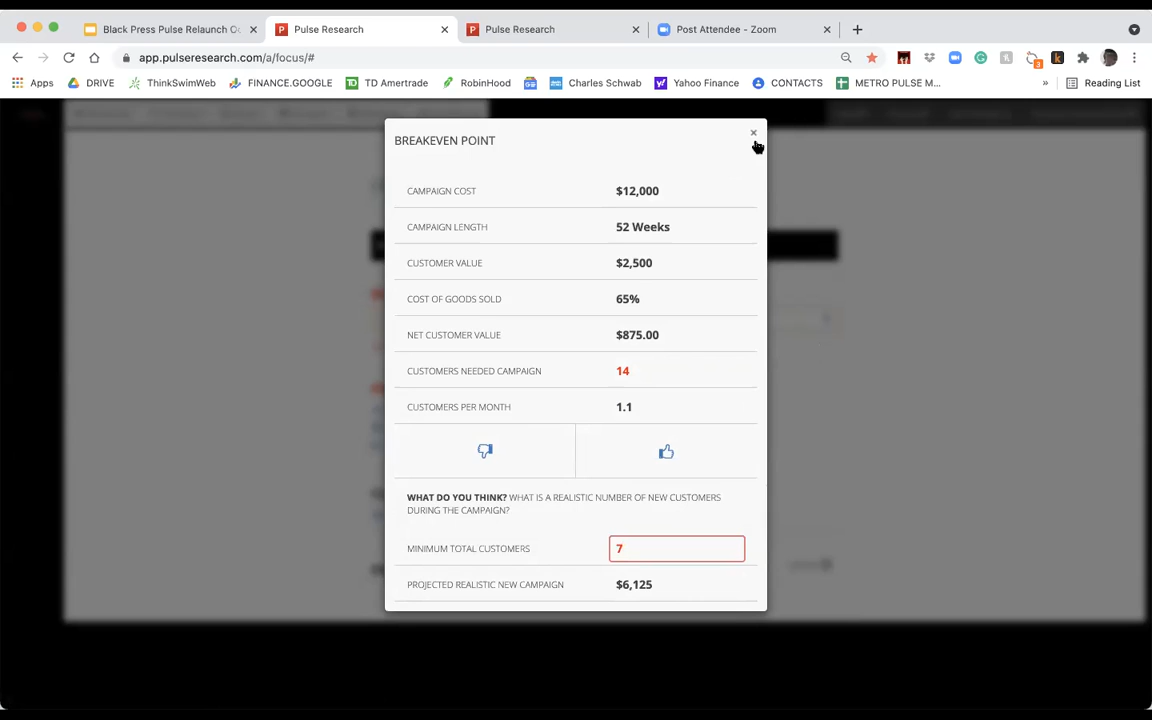 Black Press Pulse Relaunch
Pulse Research
Pulse Research
Post Attendee - Zoom
app.pulseresearch.com/a/focus/#
3
Apps
DRIVE
ThinkSwimWeb
FINANCE.GOOGLE
TD Amertrade
RobinHood
Charles Schwab
Yahoo Finance
CONTACTS
METRO PULSE M...
»
Reading List
BREAKEVEN POINT
×
CAMPAIGN COST $12,000
CAMPAIGN LENGTH 52 Weeks
CUSTOMER VALUE $2,500
COST OF GOODS SOLD 65%
NET CUSTOMER VALUE $875.00
CUSTOMERS NEEDED CAMPAIGN 14
CUSTOMERS PER MONTH 1.1
WHAT DO YOU THINK? WHAT IS A REALISTIC NUMBER OF NEW CUSTOMERS
DURING THE CAMPAIGN?
MINIMUM TOTAL CUSTOMERS 7
PROJECTED REALISTIC NEW CAMPAIGN $6,125